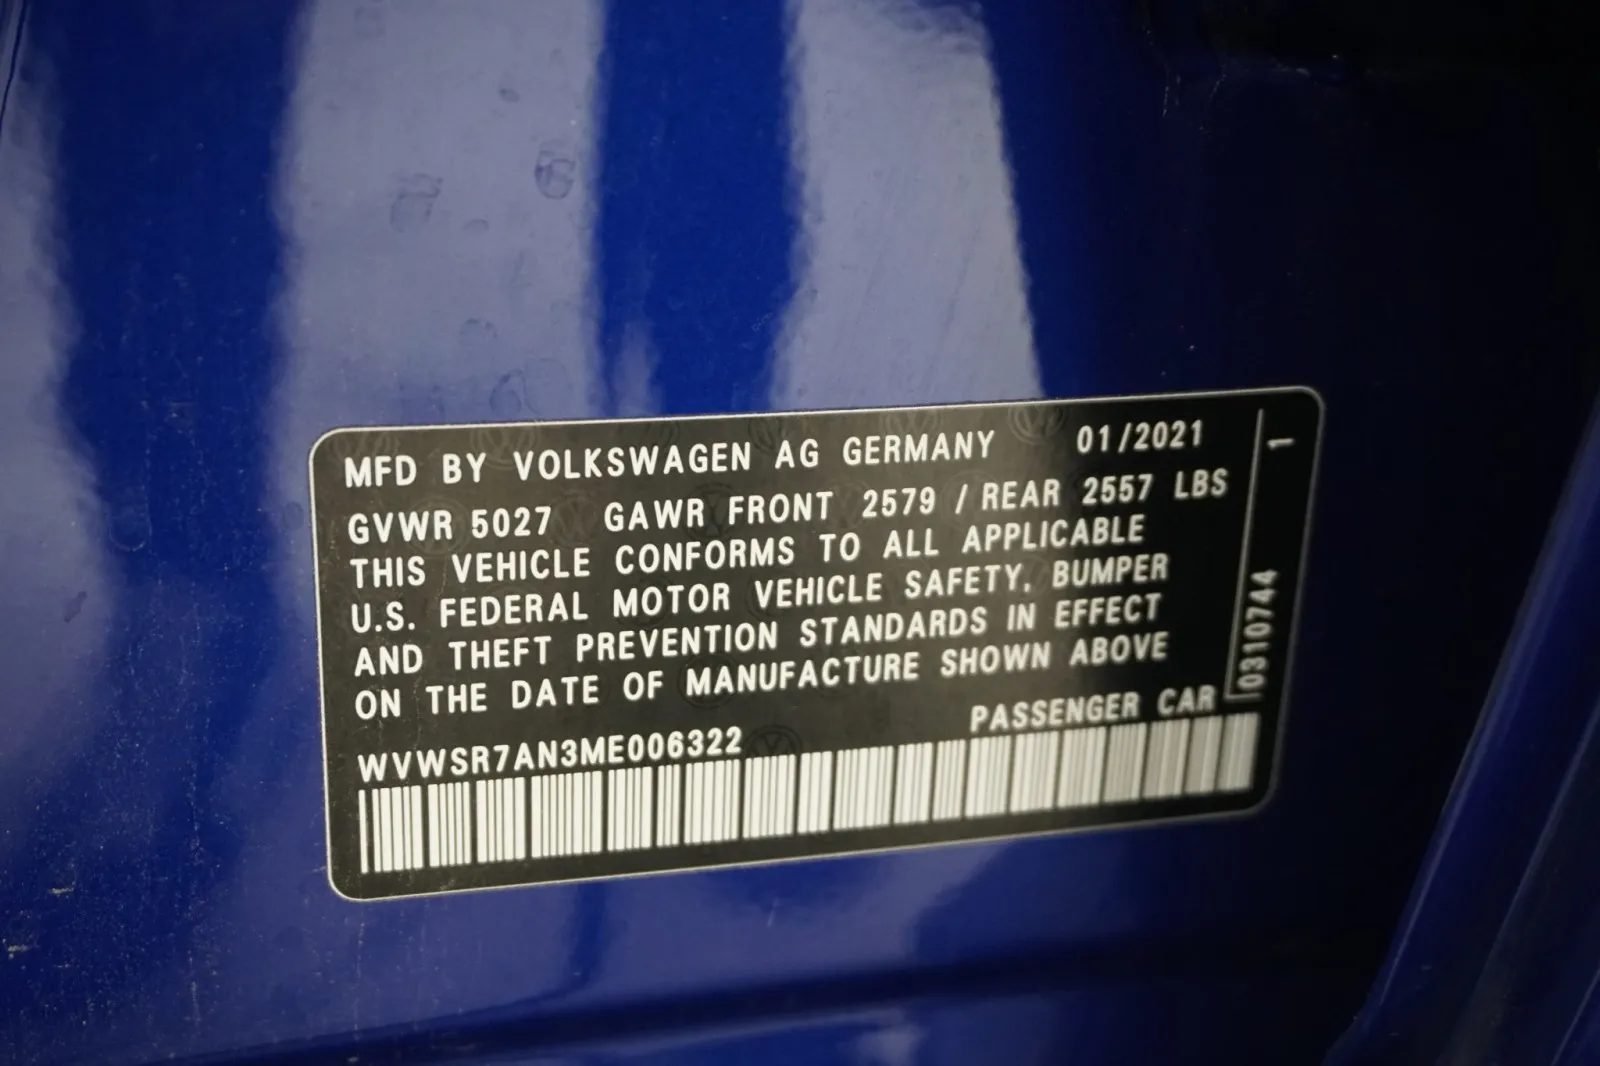 MFD BY VOLKSWAGEN AG GERMANY 01/2021
GVWR 5027 GAWR FRONT 2579 / REAR 2557 LBS
THIS VEHICLE CONFORMS TO ALL APPLICABLE
U.S. FEDERAL MOTOR VEHICLE SAFETY, BUMPER
AND THEFT PREVENTION STANDARDS IN EFFECT
ON THE DATE OF MANUFACTURE SHOWN ABOVE
PASSENGER CAR
WVWSR7AN3ME006322
0310744 1